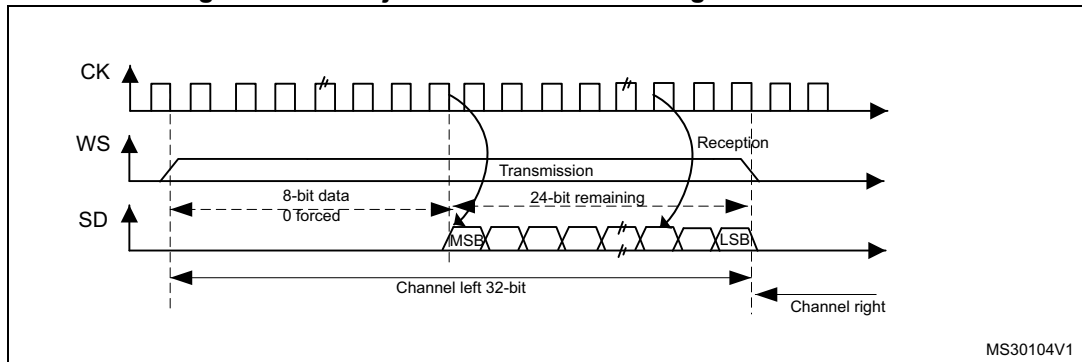 CK
WS
Reception
Transmission
8-bit data
24-bit remaining
0 forced
SD
MSB
LSB
Channel left 32-bit
Channel right
MS30104V1